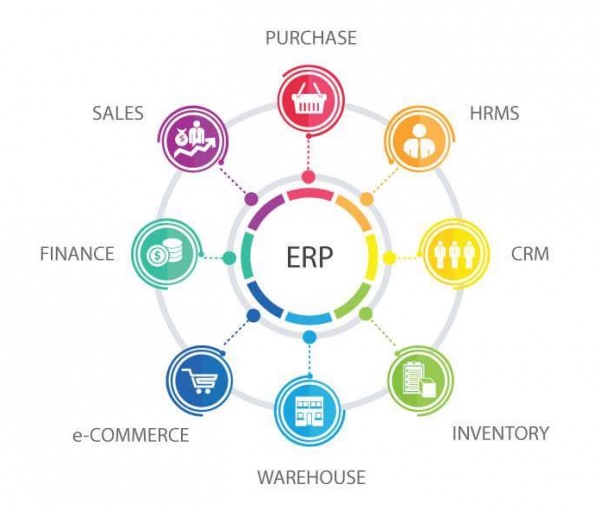 PURCHASE
SALES
HRMS
FINANCE
ERP
CRM
e-COMMERCE
INVENTORY
WAREHOUSE